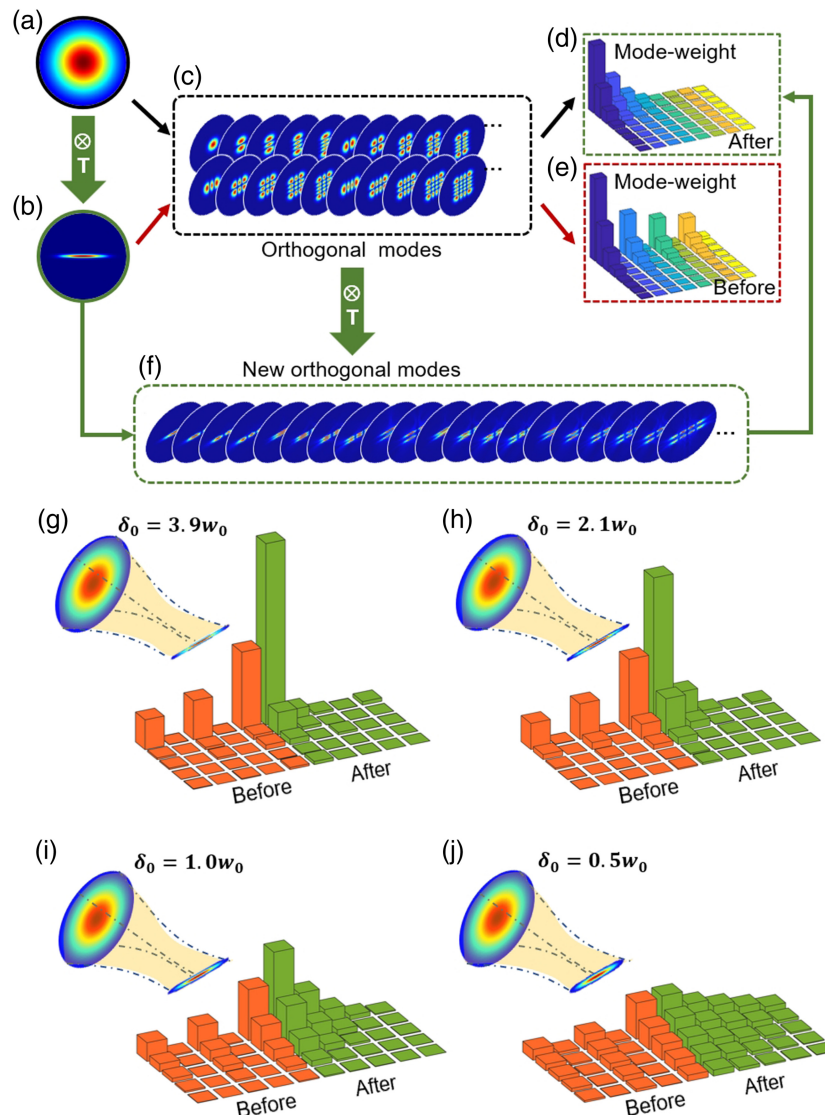 (a)
(c)
(d)
Mode-weight
After
⊗
T
...
...
(b)
(e)
Mode-weight
Before
Orthogonal modes
⊗
T
(f)
New orthogonal modes
...
(g)
δ₀ = 3.9w₀
Before
After
(h)
δ₀ = 2.1w₀
Before
After
(i)
δ₀ = 1.0w₀
Before
After
(j)
δ₀ = 0.5w₀
Before
After